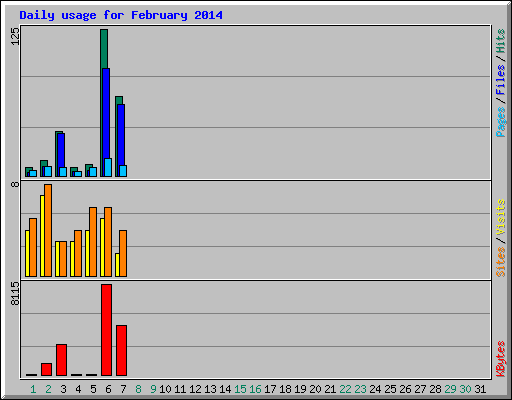 Daily usage for February 2014
125
Pages / Files / Hits
8
Sites / Visits
8115
KBytes
1 2 3 4 5 6 7 8 9 10 11 12 13 14 15 16 17 18 19 20 21 22 23 24 25 26 27 28 29 30 31